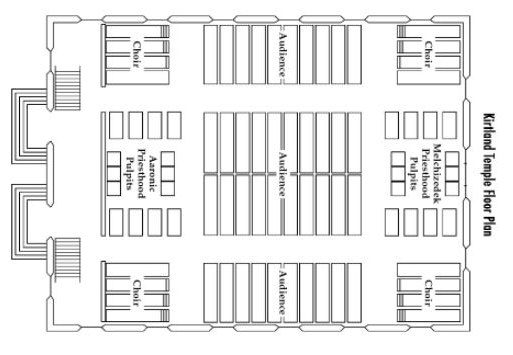 Kirtland Temple Floor Plan
Choir
Audience
Choir
Aaronic
Priesthood
Pulpits
Audience
Melchizedek
Priesthood
Pulpits
Choir
Audience
Choir